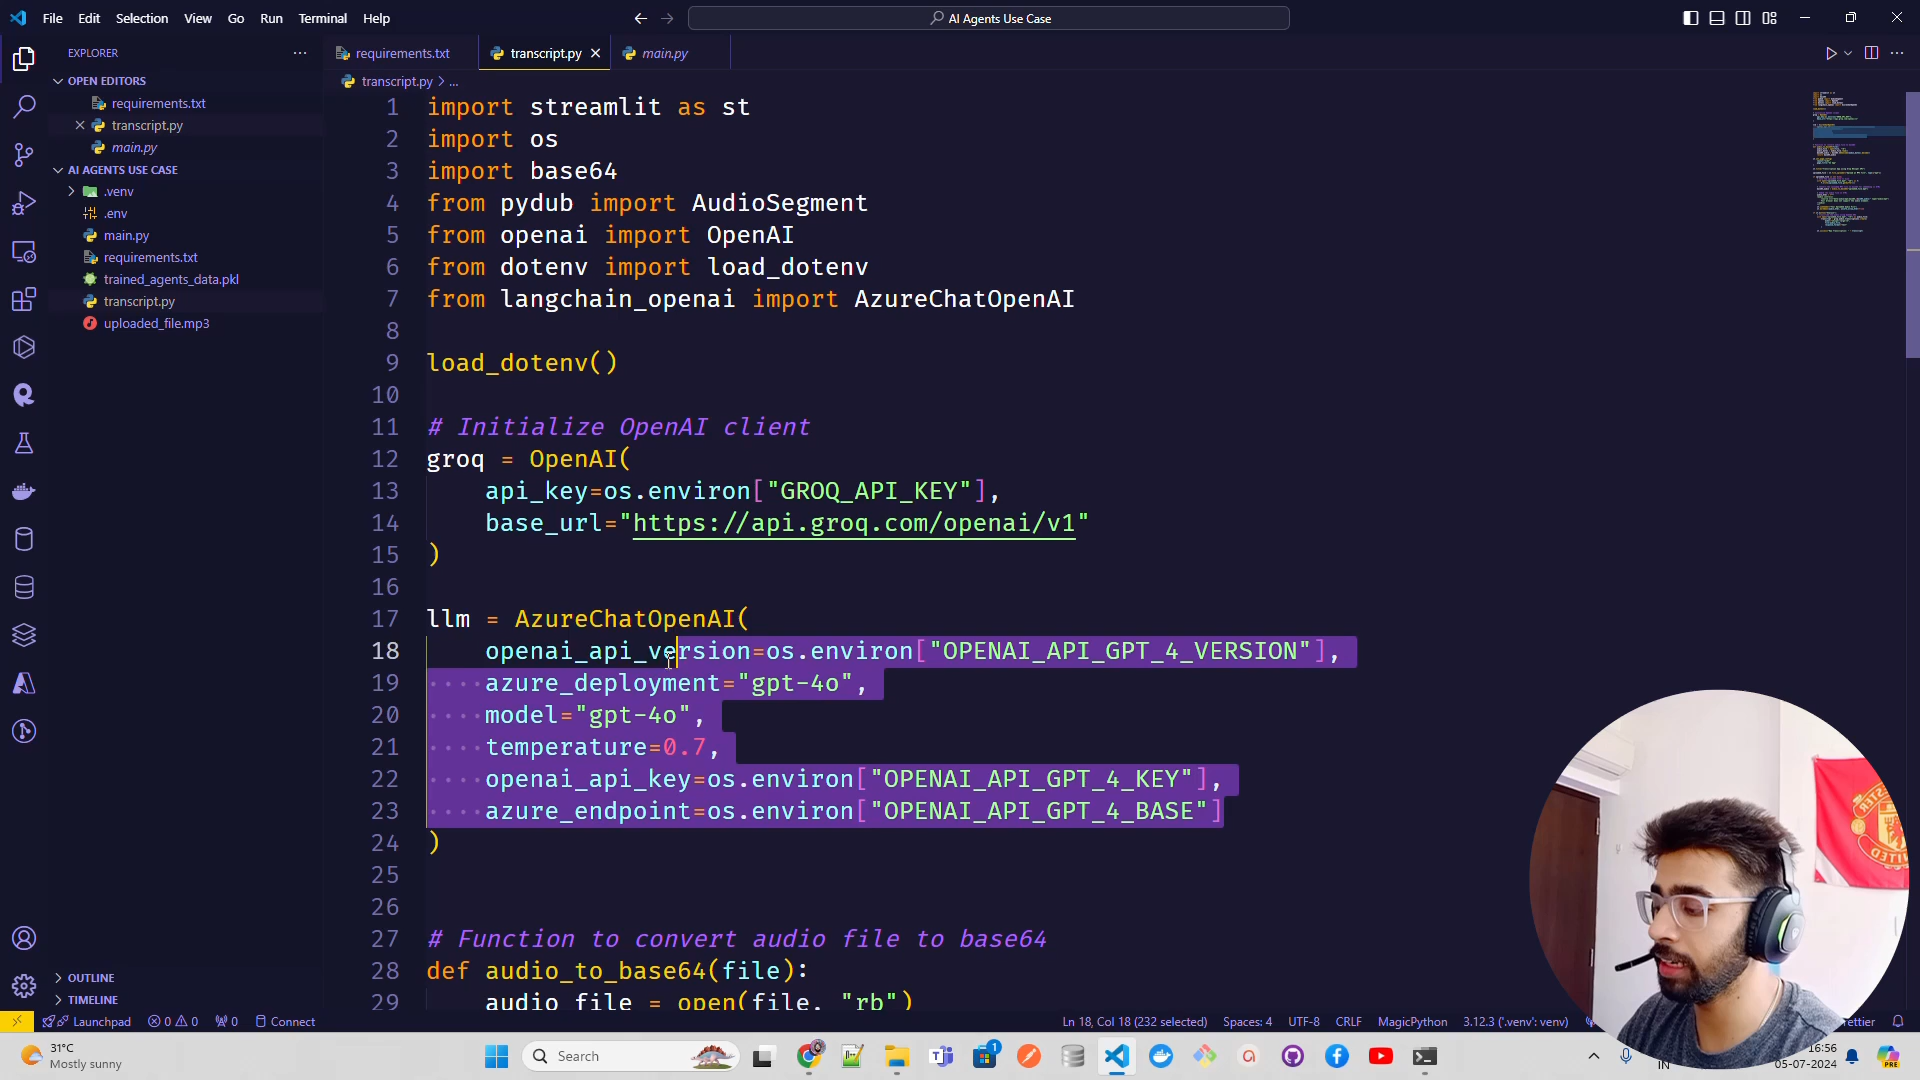 File Edit Selection View Go Run Terminal Help
AI Agents Use Case
EXPLORER
OPEN EDITORS
requirements.txt
transcript.py
main.py
AI AGENTS USE CASE
.venv
.env
main.py
requirements.txt
trained_agents_data.pkl
transcript.py
uploaded_file.mp3
OUTLINE
TIMELINE
requirements.txt transcript.py main.py
transcript.py > ...
1 import streamlit as st
2 import os
3 import base64
4 from pydub import AudioSegment
5 from openai import OpenAI
6 from dotenv import load_dotenv
7 from langchain_openai import AzureChatOpenAI
8
9 load_dotenv()
10
11 # Initialize OpenAI client
12 groq = OpenAI(
13 api_key=os.environ["GROQ_API_KEY"],
14 base_url="https://api.groq.com/openai/v1"
15 )
16
17 llm = AzureChatOpenAI(
18 openai_api_version=os.environ["OPENAI_API_GPT_4_VERSION"],
19 azure_deployment="gpt-4o",
20 model="gpt-4o",
21 temperature=0.7,
22 openai_api_key=os.environ["OPENAI_API_GPT_4_KEY"],
23 azure_endpoint=os.environ["OPENAI_API_GPT_4_BASE"]
24 )
25
26
27 # Function to convert audio file to base64
28 def audio_to_base64(file):
29 audio_file = open(file, "rb")
Launchpad 0 0 0 Connect
Ln 18, Col 18 (232 selected) Spaces: 4 UTF-8 CRLF MagicPython 3.12.3 ('.venv': venv)
31°C
Mostly sunny
Search
1
IN
16:56
05-07-2024
PRE
UNITED